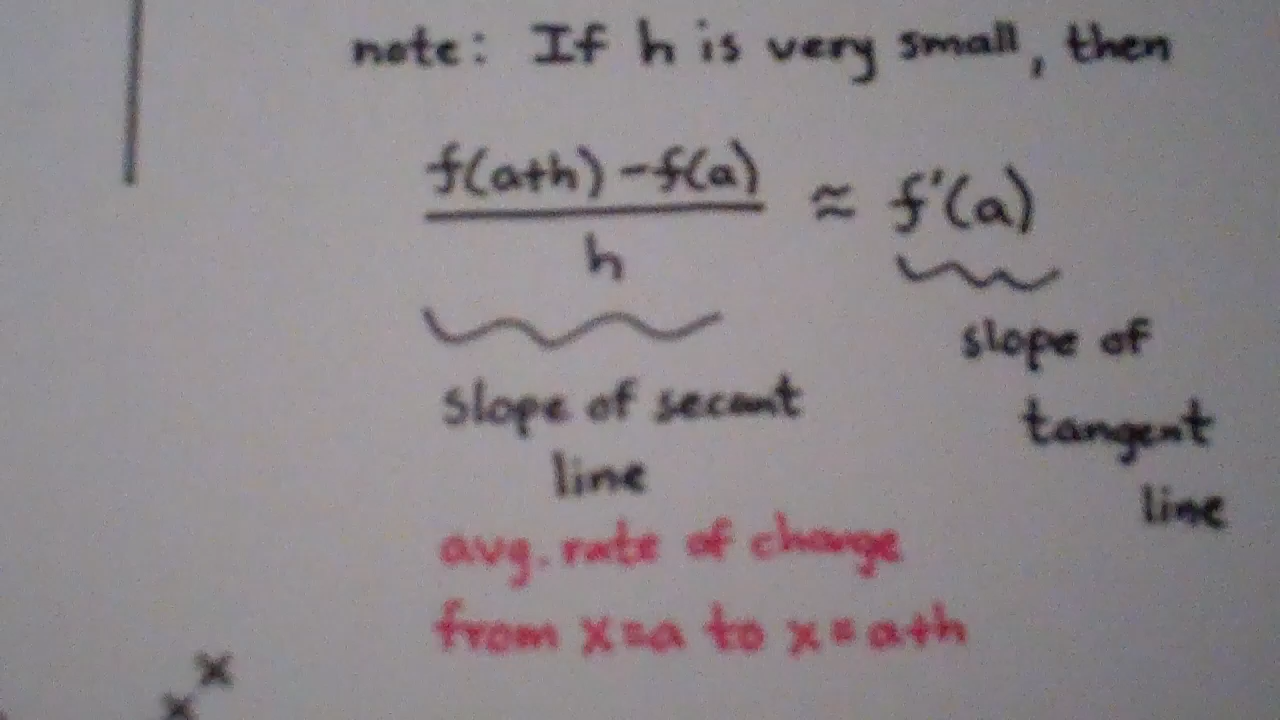 note: If h is very small, then
f(a+h) - f(a)
h
≈ f'(a)
slope of secant
line
slope of
tangent
line
avg. rate of change
from x=a to x=a+h
x
x